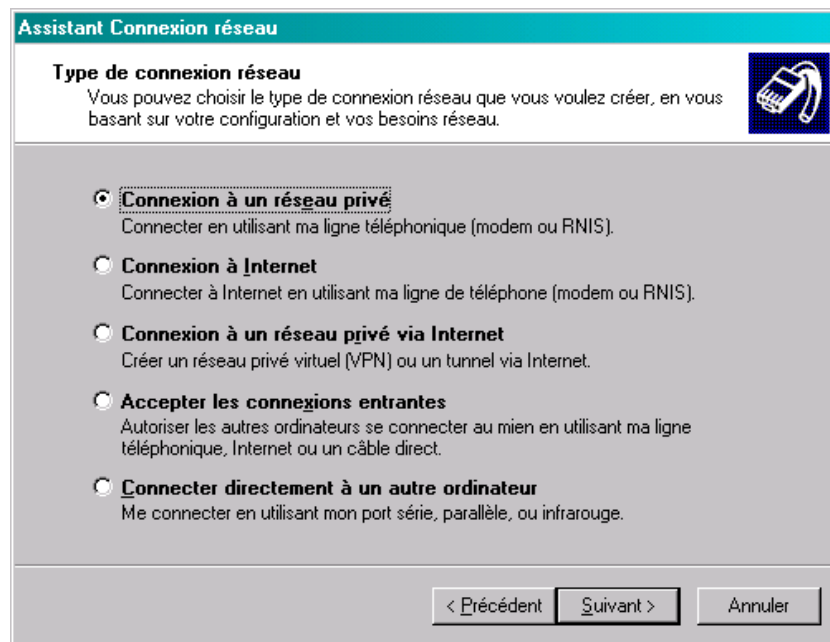 Assistant Connexion réseau
Type de connexion réseau
Vous pouvez choisir le type de connexion réseau que vous voulez créer, en vous
basant sur votre configuration et vos besoins réseau.
Connexion à un réseau privé
Connecter en utilisant ma ligne téléphonique (modem ou RNIS).
Connexion à Internet
Connecter à Internet en utilisant ma ligne de téléphone (modem ou RNIS).
Connexion à un réseau privé via Internet
Créer un réseau privé virtuel (VPN) ou un tunnel via Internet.
Accepter les connexions entrantes
Autoriser les autres ordinateurs se connecter au mien en utilisant ma ligne
téléphonique, Internet ou un câble direct.
Connecter directement à un autre ordinateur
Me connecter en utilisant mon port série, parallèle, ou infrarouge.
< Précédent Suivant > Annuler